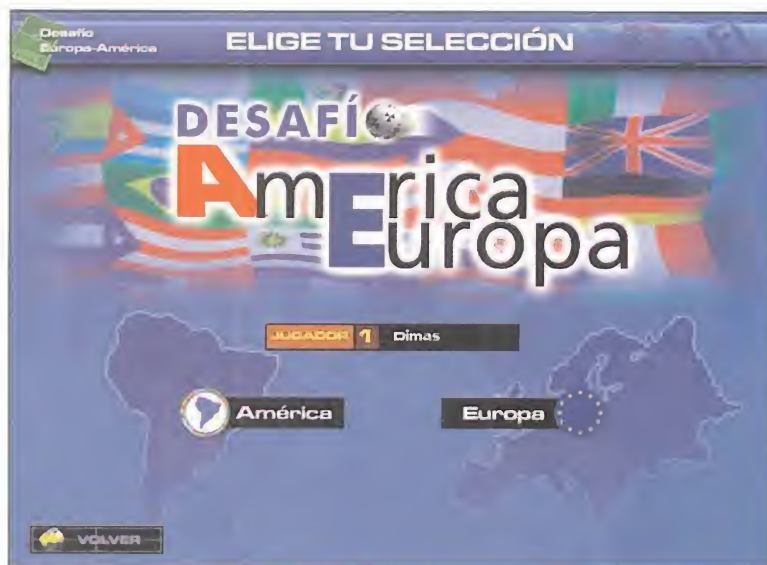 Desafío
Europa-América
ELIGE TU SELECCIÓN
DESAFÍO
AmErica
Europa
JUGADOR 1 Dimas
América
Europa
VOLVER